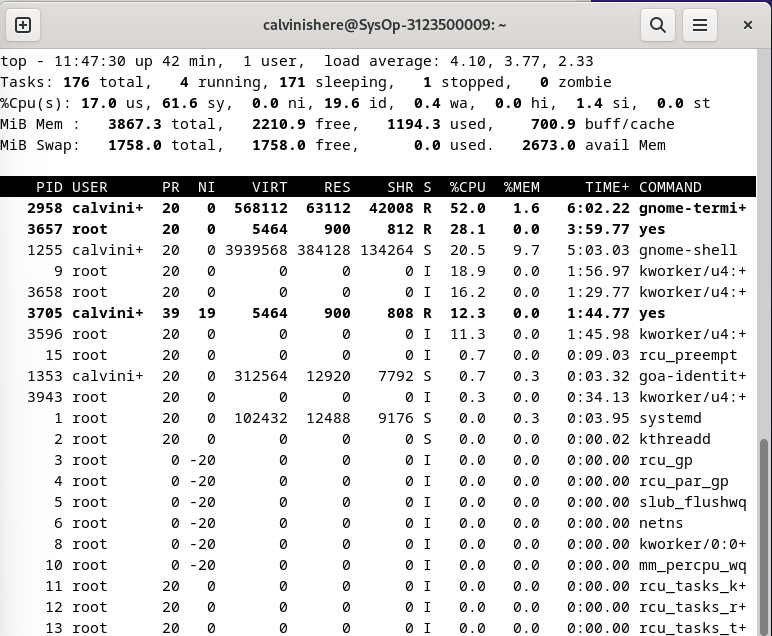 calvinishere@SysOp-3123500009: ~
top - 11:47:30 up 42 min,  1 user,  load average: 4.10, 3.77, 2.33
Tasks: 176 total,   4 running, 171 sleeping,   1 stopped,   0 zombie
%Cpu(s): 17.0 us, 61.6 sy,  0.0 ni, 19.6 id,  0.4 wa,  0.0 hi,  1.4 si,  0.0 st
MiB Mem :   3867.3 total,   2210.9 free,   1194.3 used,    700.9 buff/cache
MiB Swap:   1758.0 total,   1758.0 free,      0.0 used.   2673.0 avail Mem
PID USER      PR  NI    VIRT    RES    SHR S  %CPU  %MEM     TIME+ COMMAND
2958 calvini+  20   0  568112  63112  42008 R  52.0   1.6   6:02.22 gnome-termi+
3657 root      20   0    5464    900    812 R  28.1   0.0   3:59.77 yes
1255 calvini+  20   0 3939568 384128 134264 S  20.5   9.7   5:03.03 gnome-shell
9 root      20   0       0      0      0 I  18.9   0.0   1:56.97 kworker/u4:+
3658 root      20   0       0      0      0 I  16.2   0.0   1:29.77 kworker/u4:+
3705 calvini+  39  19    5464    900    808 R  12.3   0.0   1:44.77 yes
3596 root      20   0       0      0      0 I  11.3   0.0   1:45.98 kworker/u4:+
15 root      20   0       0      0      0 I   0.7   0.0   0:09.03 rcu_preempt
1353 calvini+  20   0  312564  12920   7792 S   0.7   0.3   0:03.32 goa-identit+
3943 root      20   0       0      0      0 I   0.3   0.0   0:34.13 kworker/u4:+
1 root      20   0  102432  12488   9176 S   0.0   0.3   0:03.95 systemd
2 root      20   0       0      0      0 S   0.0   0.0   0:00.02 kthreadd
3 root       0 -20       0      0      0 I   0.0   0.0   0:00.00 rcu_gp
4 root       0 -20       0      0      0 I   0.0   0.0   0:00.00 rcu_par_gp
5 root       0 -20       0      0      0 I   0.0   0.0   0:00.00 slub_flushwq
6 root       0 -20       0      0      0 I   0.0   0.0   0:00.00 netns
8 root       0 -20       0      0      0 I   0.0   0.0   0:00.00 kworker/0:0+
10 root       0 -20       0      0      0 I   0.0   0.0   0:00.00 mm_percpu_wq
11 root      20   0       0      0      0 I   0.0   0.0   0:00.00 rcu_tasks_k+
12 root      20   0       0      0      0 I   0.0   0.0   0:00.00 rcu_tasks_r+
13 root      20   0       0      0      0 I   0.0   0.0   0:00.00 rcu_tasks_t+